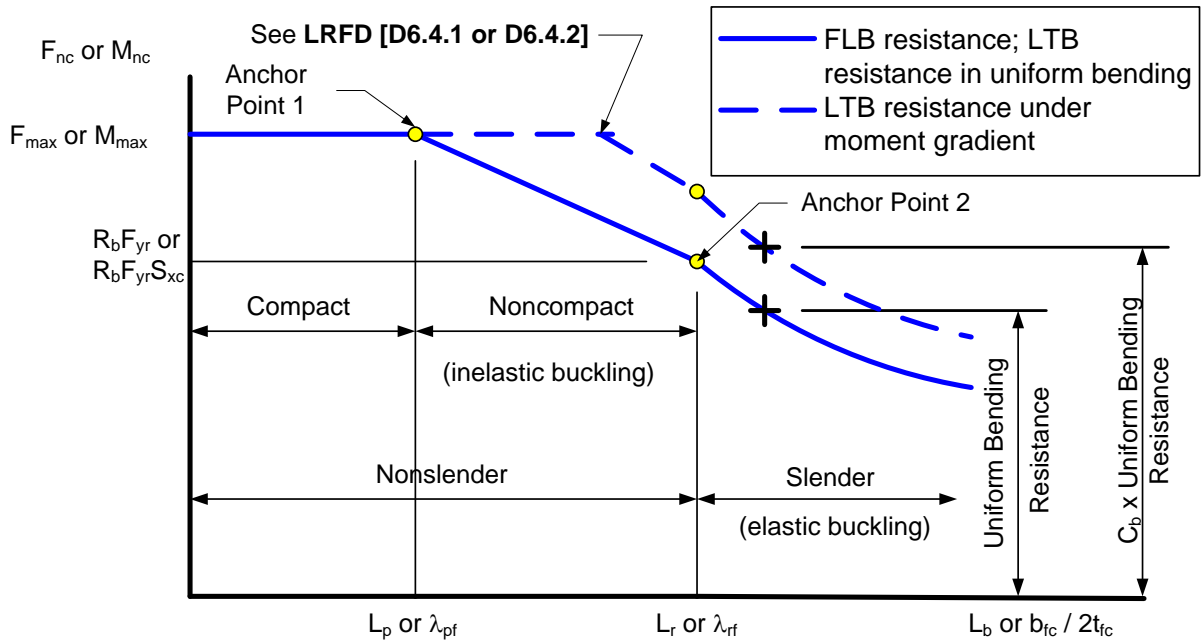 See LRFD [D6.4.1 or D6.4.2]
F_nc or M_nc
Anchor
Point 1
FLB resistance; LTB
resistance in uniform bending
LTB resistance under
moment gradient
F_max or M_max
Anchor Point 2
R_bF_yr or
R_bF_yrS_xc
Compact
Noncompact
(inelastic buckling)
Nonslender
Slender
(elastic buckling)
Uniform Bending
Resistance
C_b x Uniform Bending
Resistance
L_p or λ_pf
L_r or λ_rf
L_b or b_fc / 2t_fc